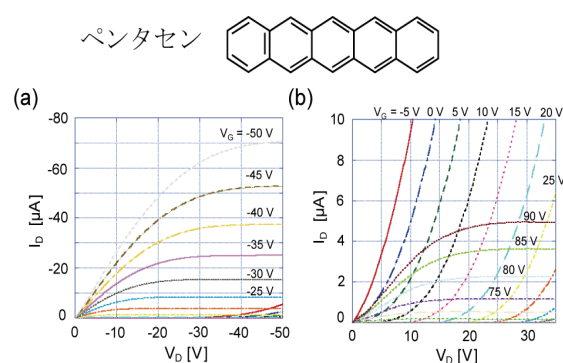 ペンタセン
(a)
(b)
-80
-60
-40
-20
0
I_D [μA]
V_G = -50 V
-45 V
-40 V
-35 V
-30 V
-25 V
0 -10 -20 -30 -40 -50
V_D [V]
10
8
6
4
2
0
I_D [μA]
V_G = -5 V 0 V 5 V 10 V 15 V 20 V
25 V
90 V
85 V
80 V
75 V
0 10 20 30
V_D [V]